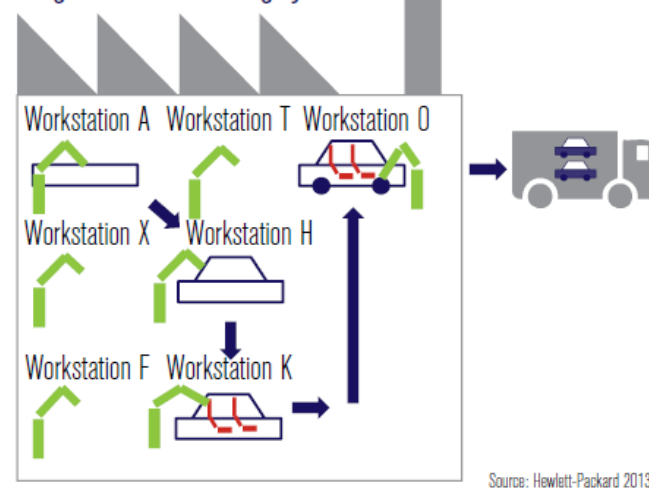 Workstation A Workstation T Workstation O
Workstation X Workstation H
Workstation F Workstation K
Source: Hewlett-Packard 2013